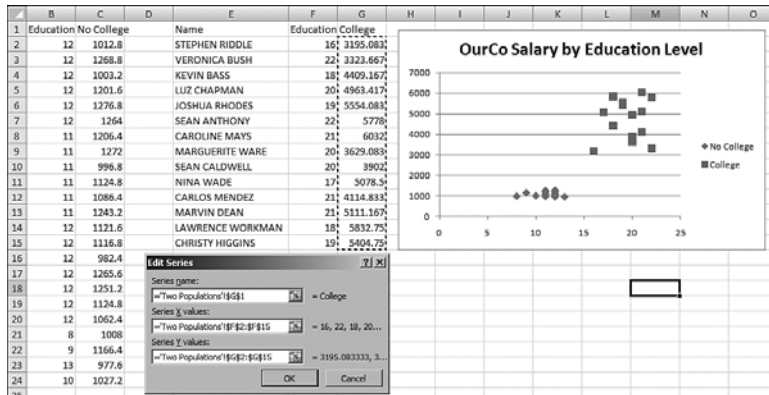 B C D E F G H I J K L M N O
1 Education No College Name Education College
2 12 1012.8 STEPHEN RIDDLE 16 3195.083
3 12 1268.8 VERONICA BUSH 22 3323.667
4 12 1003.2 KEVIN BASS 18 4409.167
5 12 1201.6 LUZ CHAPMAN 20 4963.417
6 12 1276.8 JOSHUA RHODES 19 5554.083
7 12 1264 SEAN ANTHONY 22 5778
8 11 1206.4 CAROLINE MAYS 21 6032
9 11 1272 MARGUERITE WARE 20 3629.083
10 11 996.8 SEAN CALDWELL 20 3902
11 11 1124.8 NINA WADE 17 5078.5
12 11 1086.4 CARLOS MENDEZ 21 4114.833
13 11 1243.2 MARVIN DEAN 21 5111.167
14 12 1121.6 LAWRENCE WORKMAN 18 5832.75
15 12 1116.8 CHRISTY HIGGINS 19 5404.75
16 12 982.4
17 12 1265.6
18 12 1251.2
19 12 1124.8
20 12 1062.4
21 8 1008
22 9 1166.4
23 13 977.6
24 10 1027.2
OurCo Salary by Education Level
7000
6000
5000
4000
3000
2000
1000
0
0 5 10 15 20 25
No College
College
Edit Series
Series name:
='Two Populations'!$G$1 = College
Series X values:
='Two Populations'!$F$2:$F$15 = 16, 22, 18, 20...
Series Y values:
='Two Populations'!$G$2:$G$15 = 3195.083333, 3...
OK Cancel